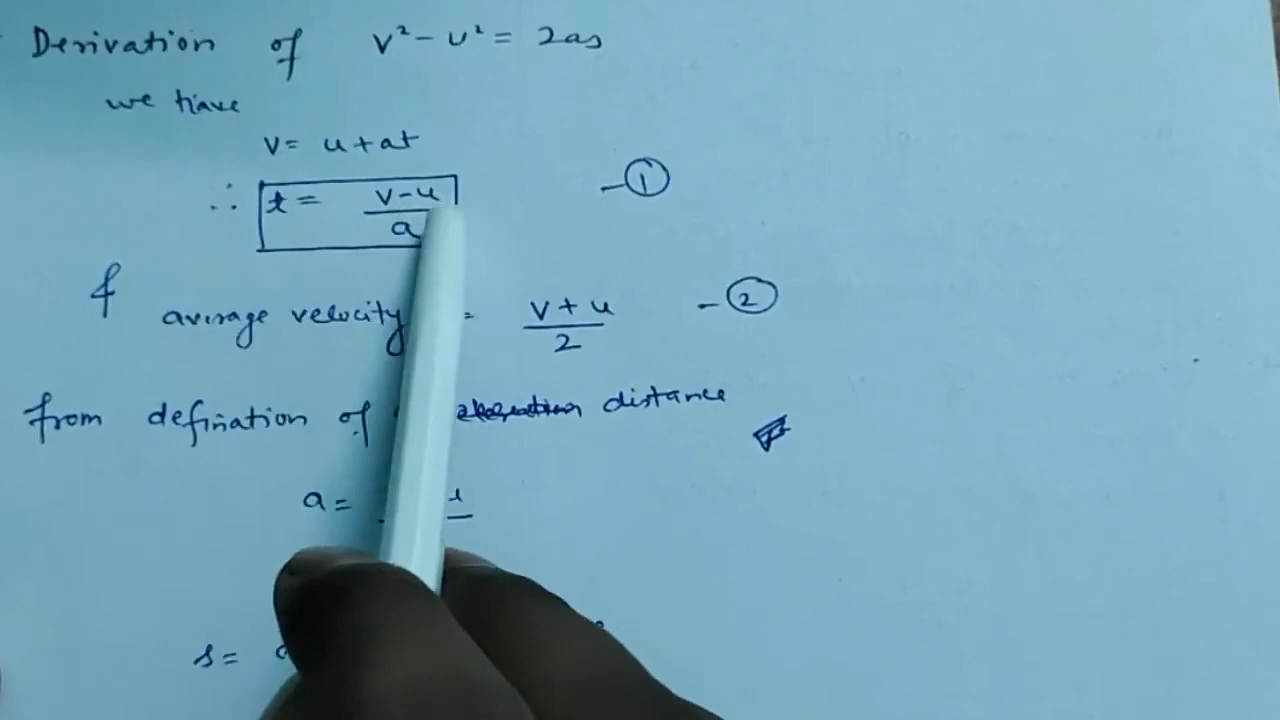 Derivation of v² - u² = 2as
we have
v = u + at
∴ t = v-u / a - ①
& average velocity = v + u / 2 - ②
from defination of distance
a =
s =